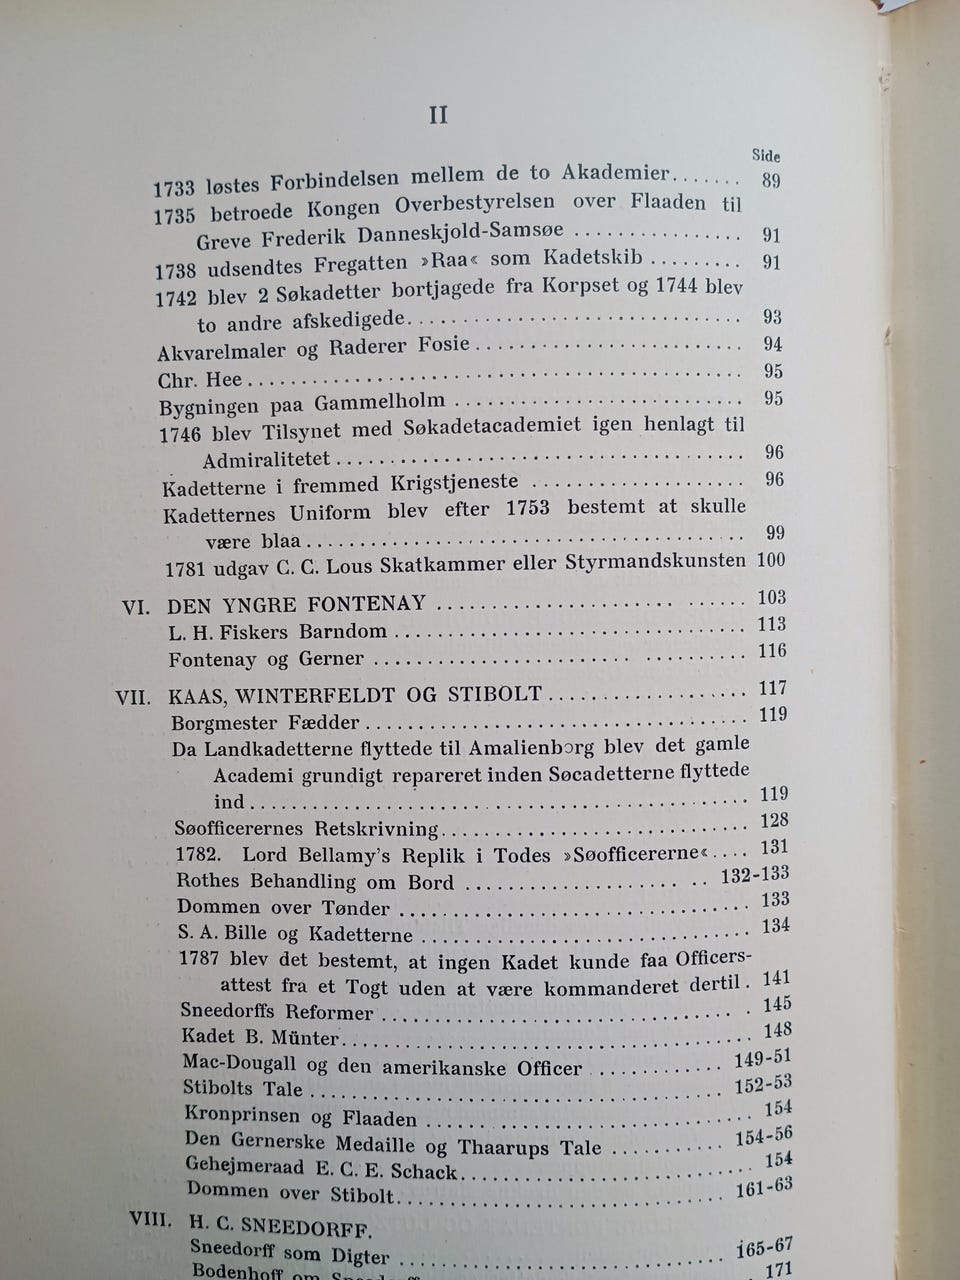 II
Side
1733 løstes Forbindelsen mellem de to Akademier....... 89
1735 betroede Kongen Overbestyrelsen over Flaaden til
Greve Frederik Danneskjold-Samsøe ................ 91
1738 udsendtes Fregatten »Raa« som Kadetskib ......... 91
1742 blev 2 Søkadetter bortjagede fra Korpset og 1744 blev
to andre afskedigede............................... 93
Akvarelmaler og Raderer Fosie......................... 94
Chr. Hee.............................................. 95
Bygningen paa Gammelholm ........................... 95
1746 blev Tilsynet med Søkadetacademiet igen henlagt til
Admiralitetet...................................... 96
Kadetterne i fremmed Krigstjeneste .................... 96
Kadetternes Uniform blev efter 1753 bestemt at skulle
være blaa......................................... 99
1781 udgav C. C. Lous Skatkammer eller Styrmandskunsten 100
VI. DEN YNGRE FONTENAY ............................. 103
L. H. Fiskers Barndom................................. 113
Fontenay og Gerner ................................... 116
VII. KAAS, WINTERFELDT OG STIBOLT................... 117
Borgmester Fædder.................................... 119
Da Landkadetterne flyttede til Amalienborg blev det gamle
Academi grundigt repareret inden Søcadetterne flyttede
ind............................................... 119
Søofficerernes Retskrivning............................. 128
1782. Lord Bellamy's Replik i Todes »Søofficererne«.... 131
Rothes Behandling om Bord ...................... 132-133
Dommen over Tønder ................................. 133
S. A. Bille og Kadetterne ............................... 134
1787 blev det bestemt, at ingen Kadet kunde faa Officers-
attest fra et Togt uden at være kommanderet dertil. 141
Sneedorffs Reformer ................................... 145
Kadet B. Münter....................................... 148
Mac-Dougall og den amerikanske Officer ............ 149-51
Stibolts Tale ....................................... 152-53
Kronprinsen og Flaaden ................................ 154
Den Gernerske Medaille og Thaarups Tale ........... 154-56
Gehejmeraad E. C. E. Schack............................ 154
Dommen over Stibolt................................ 161-63
VIII. H. C. SNEEDORFF.
Sneedorff som Digter ................................ 165-67
Bodenhoff om 171